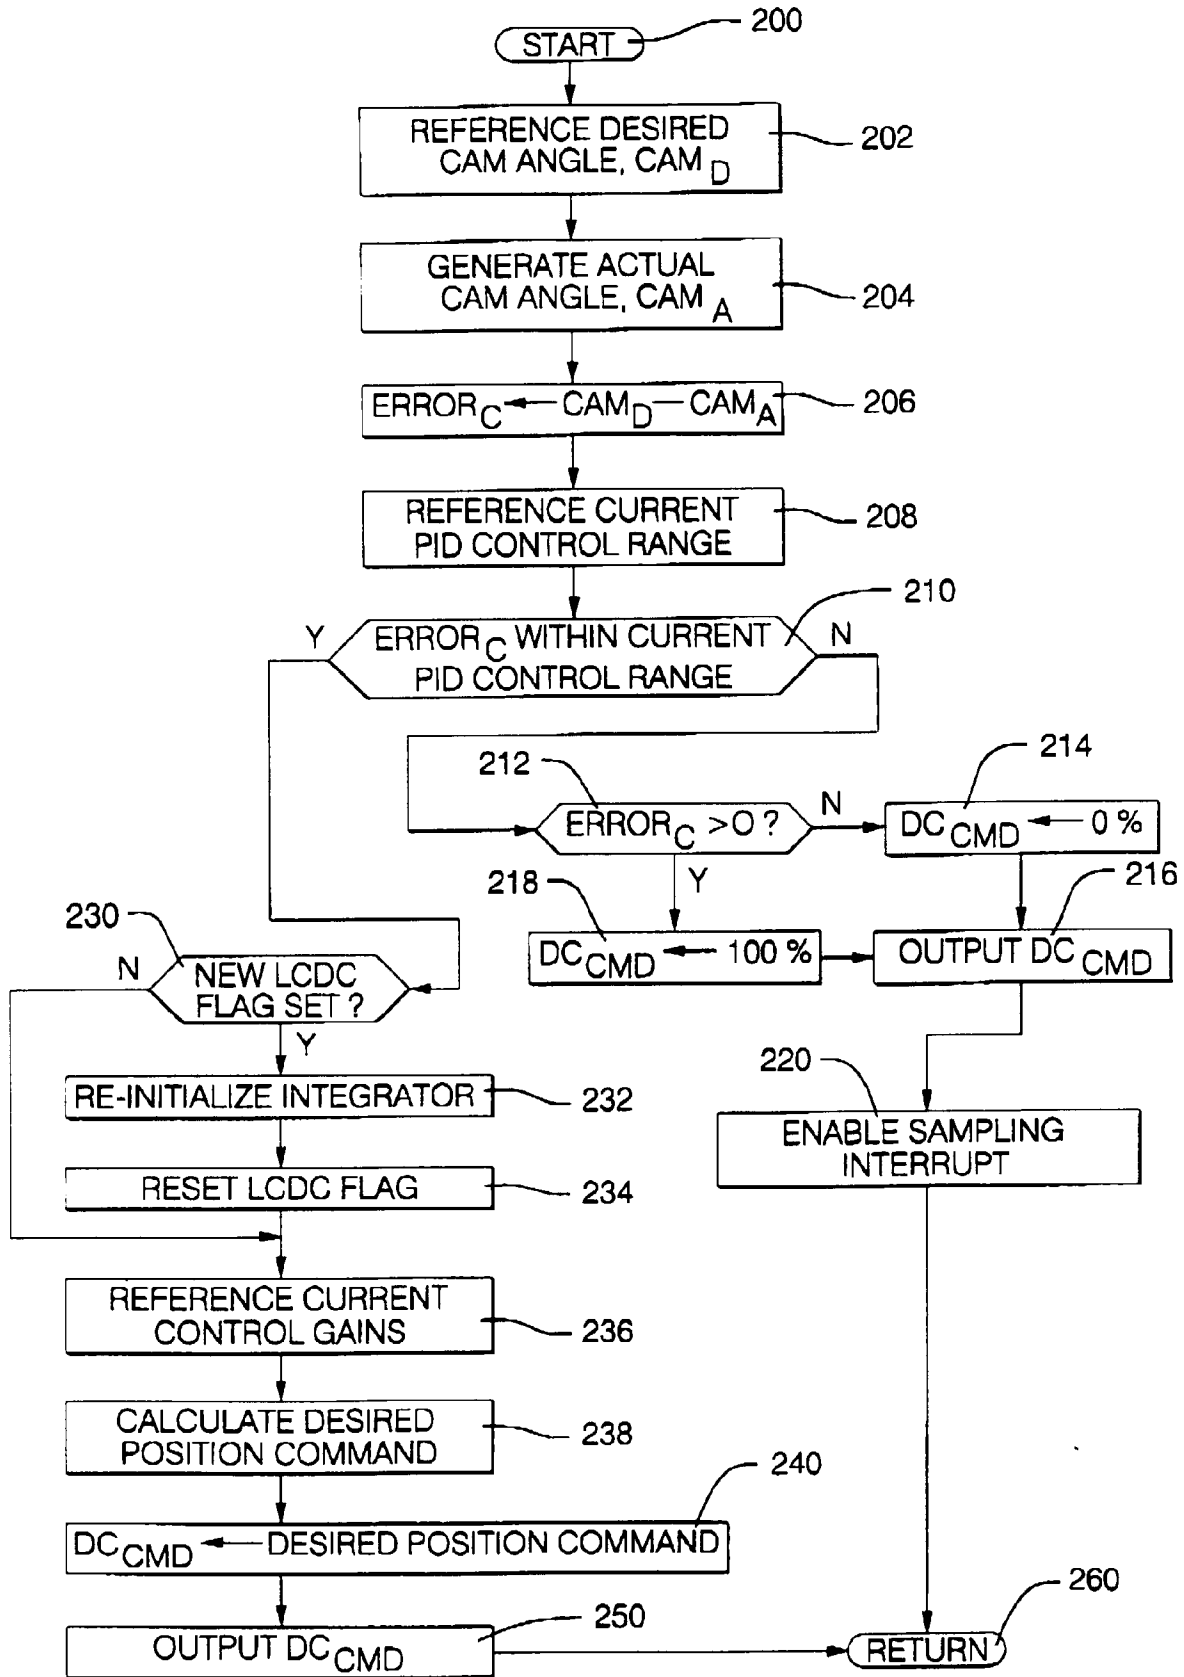 START
200
REFERENCE DESIRED
CAM ANGLE, CAM D
202
GENERATE ACTUAL
CAM ANGLE, CAM A
204
ERROR C ← CAM D — CAM A
206
REFERENCE CURRENT
PID CONTROL RANGE
208
210
Y
ERROR C WITHIN CURRENT
PID CONTROL RANGE
N
212
214
ERROR C >0 ?
N
DC CMD ← 0 %
Y
218
216
DC CMD ← 100 %
OUTPUT DC CMD
230
N
NEW LCDC
FLAG SET ?
Y
220
ENABLE SAMPLING
INTERRUPT
RE-INITIALIZE INTEGRATOR
232
RESET LCDC FLAG
234
REFERENCE CURRENT
CONTROL GAINS
236
CALCULATE DESIRED
POSITION COMMAND
238
240
DC CMD ← DESIRED POSITION COMMAND
250
OUTPUT DC CMD
260
RETURN